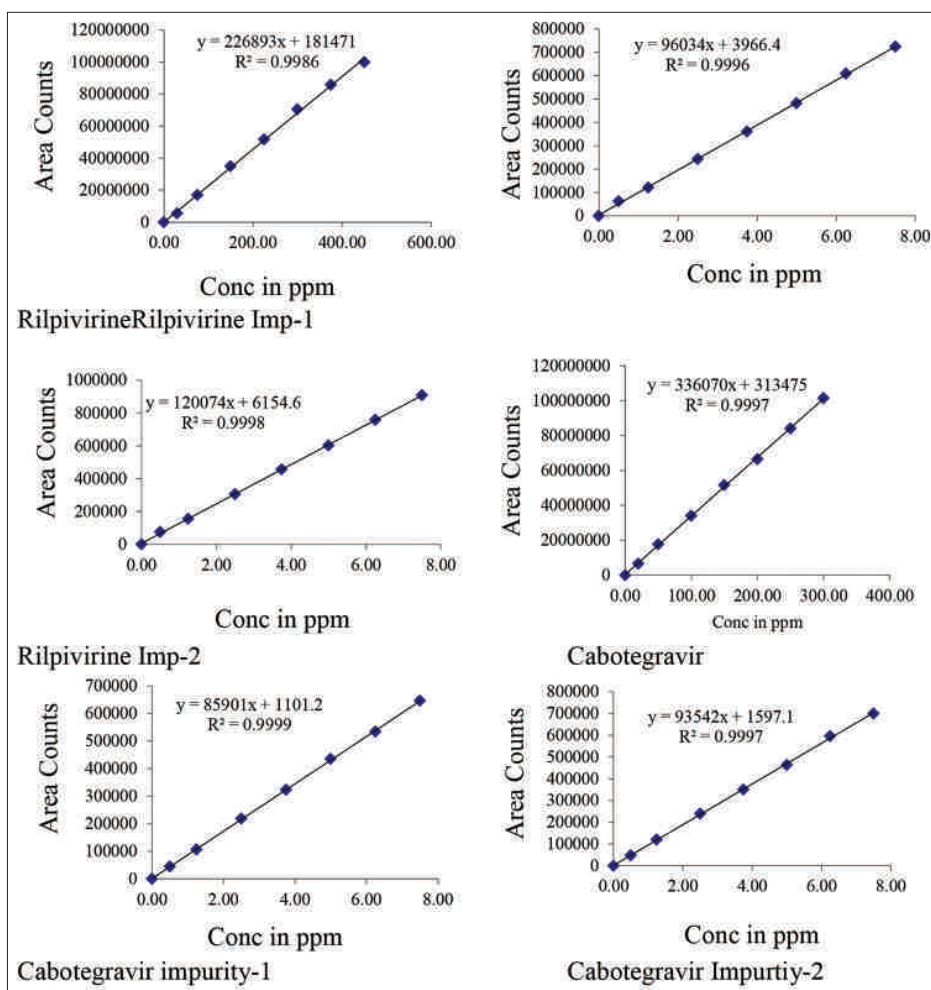 120000000
100000000
80000000
60000000
40000000
20000000
0
y = 226893x + 181471
R² = 0.9986
Area Counts
0.00 200.00 400.00 600.00
Conc in ppm
800000
700000
600000
500000
400000
300000
200000
100000
0
y = 96034x + 3966.4
R² = 0.9996
Area Counts
0.00 2.00 4.00 6.00 8.00
Conc in ppm
RilpivirineRilpivirine Imp-1
1000000
800000
600000
400000
200000
0
y = 120074x + 6154.6
R² = 0.9998
Area Counts
0.00 2.00 4.00 6.00 8.00
Conc in ppm
Rilpivirine Imp-2
120000000
100000000
80000000
60000000
40000000
20000000
0
y = 336070x + 313475
R² = 0.9997
Area Counts
0.00 100.00 200.00 300.00 400.00
Conc in ppm
Cabotegravir
700000
600000
500000
400000
300000
200000
100000
0
y = 85901x + 1101.2
R² = 0.9999
Area Counts
0.00 2.00 4.00 6.00 8.00
Conc in ppm
Cabotegravir impurity-1
800000
700000
600000
500000
400000
300000
200000
100000
0
y = 93542x + 1597.1
R² = 0.9997
Area Counts
0.00 2.00 4.00 6.00 8.00
Conc in ppm
Cabotegravir Impurtiy-2